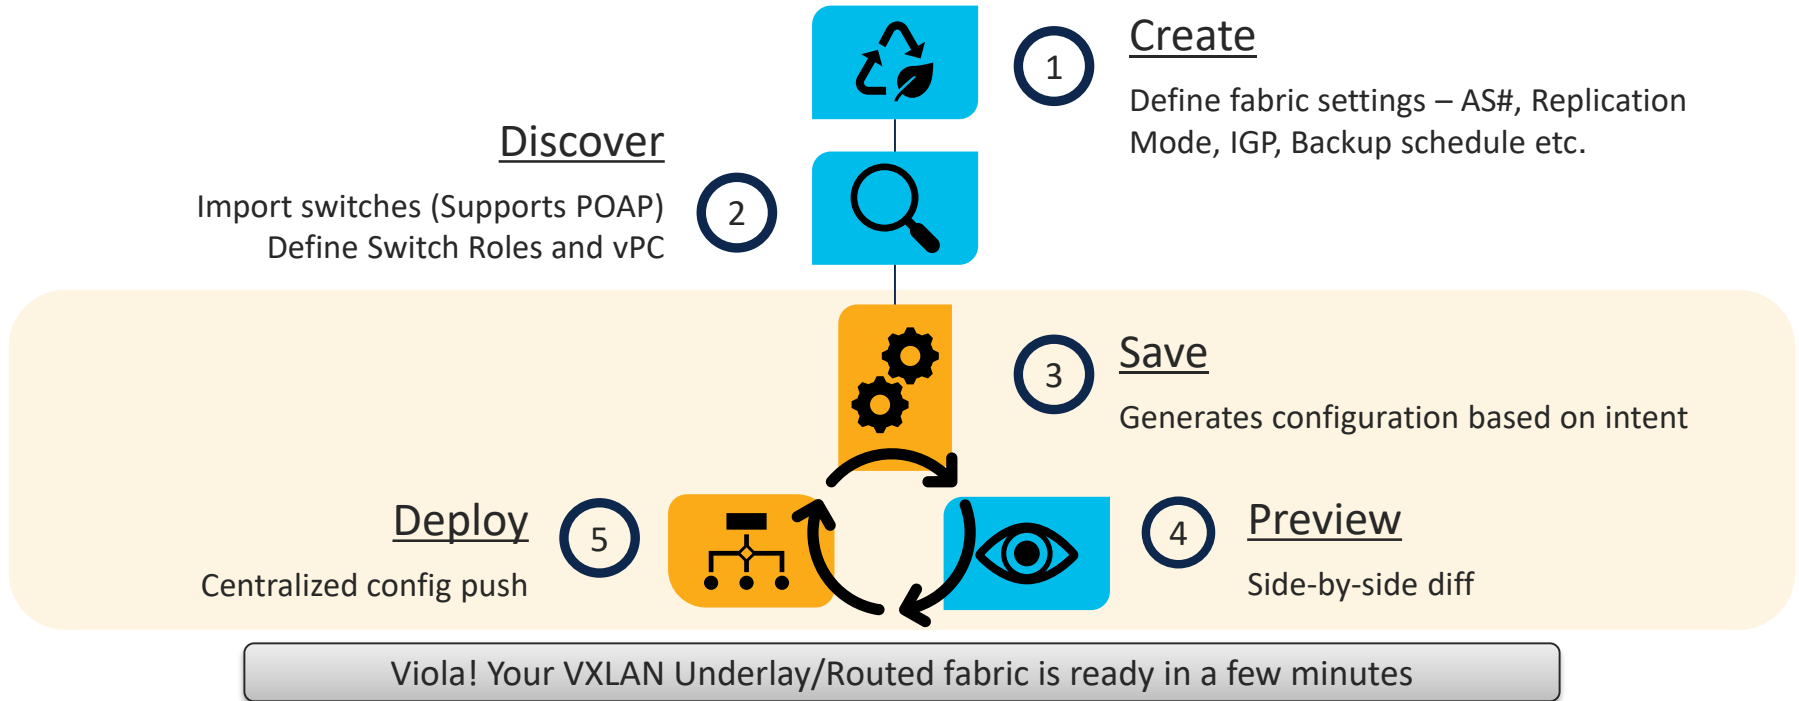 1
Create
Define fabric settings – AS#, Replication
Mode, IGP, Backup schedule etc.
Discover
Import switches (Supports POAP)
Define Switch Roles and vPC
2
3
Save
Generates configuration based on intent
4
Preview
Side-by-side diff
Deploy
Centralized config push
5
Viola! Your VXLAN Underlay/Routed fabric is ready in a few minutes